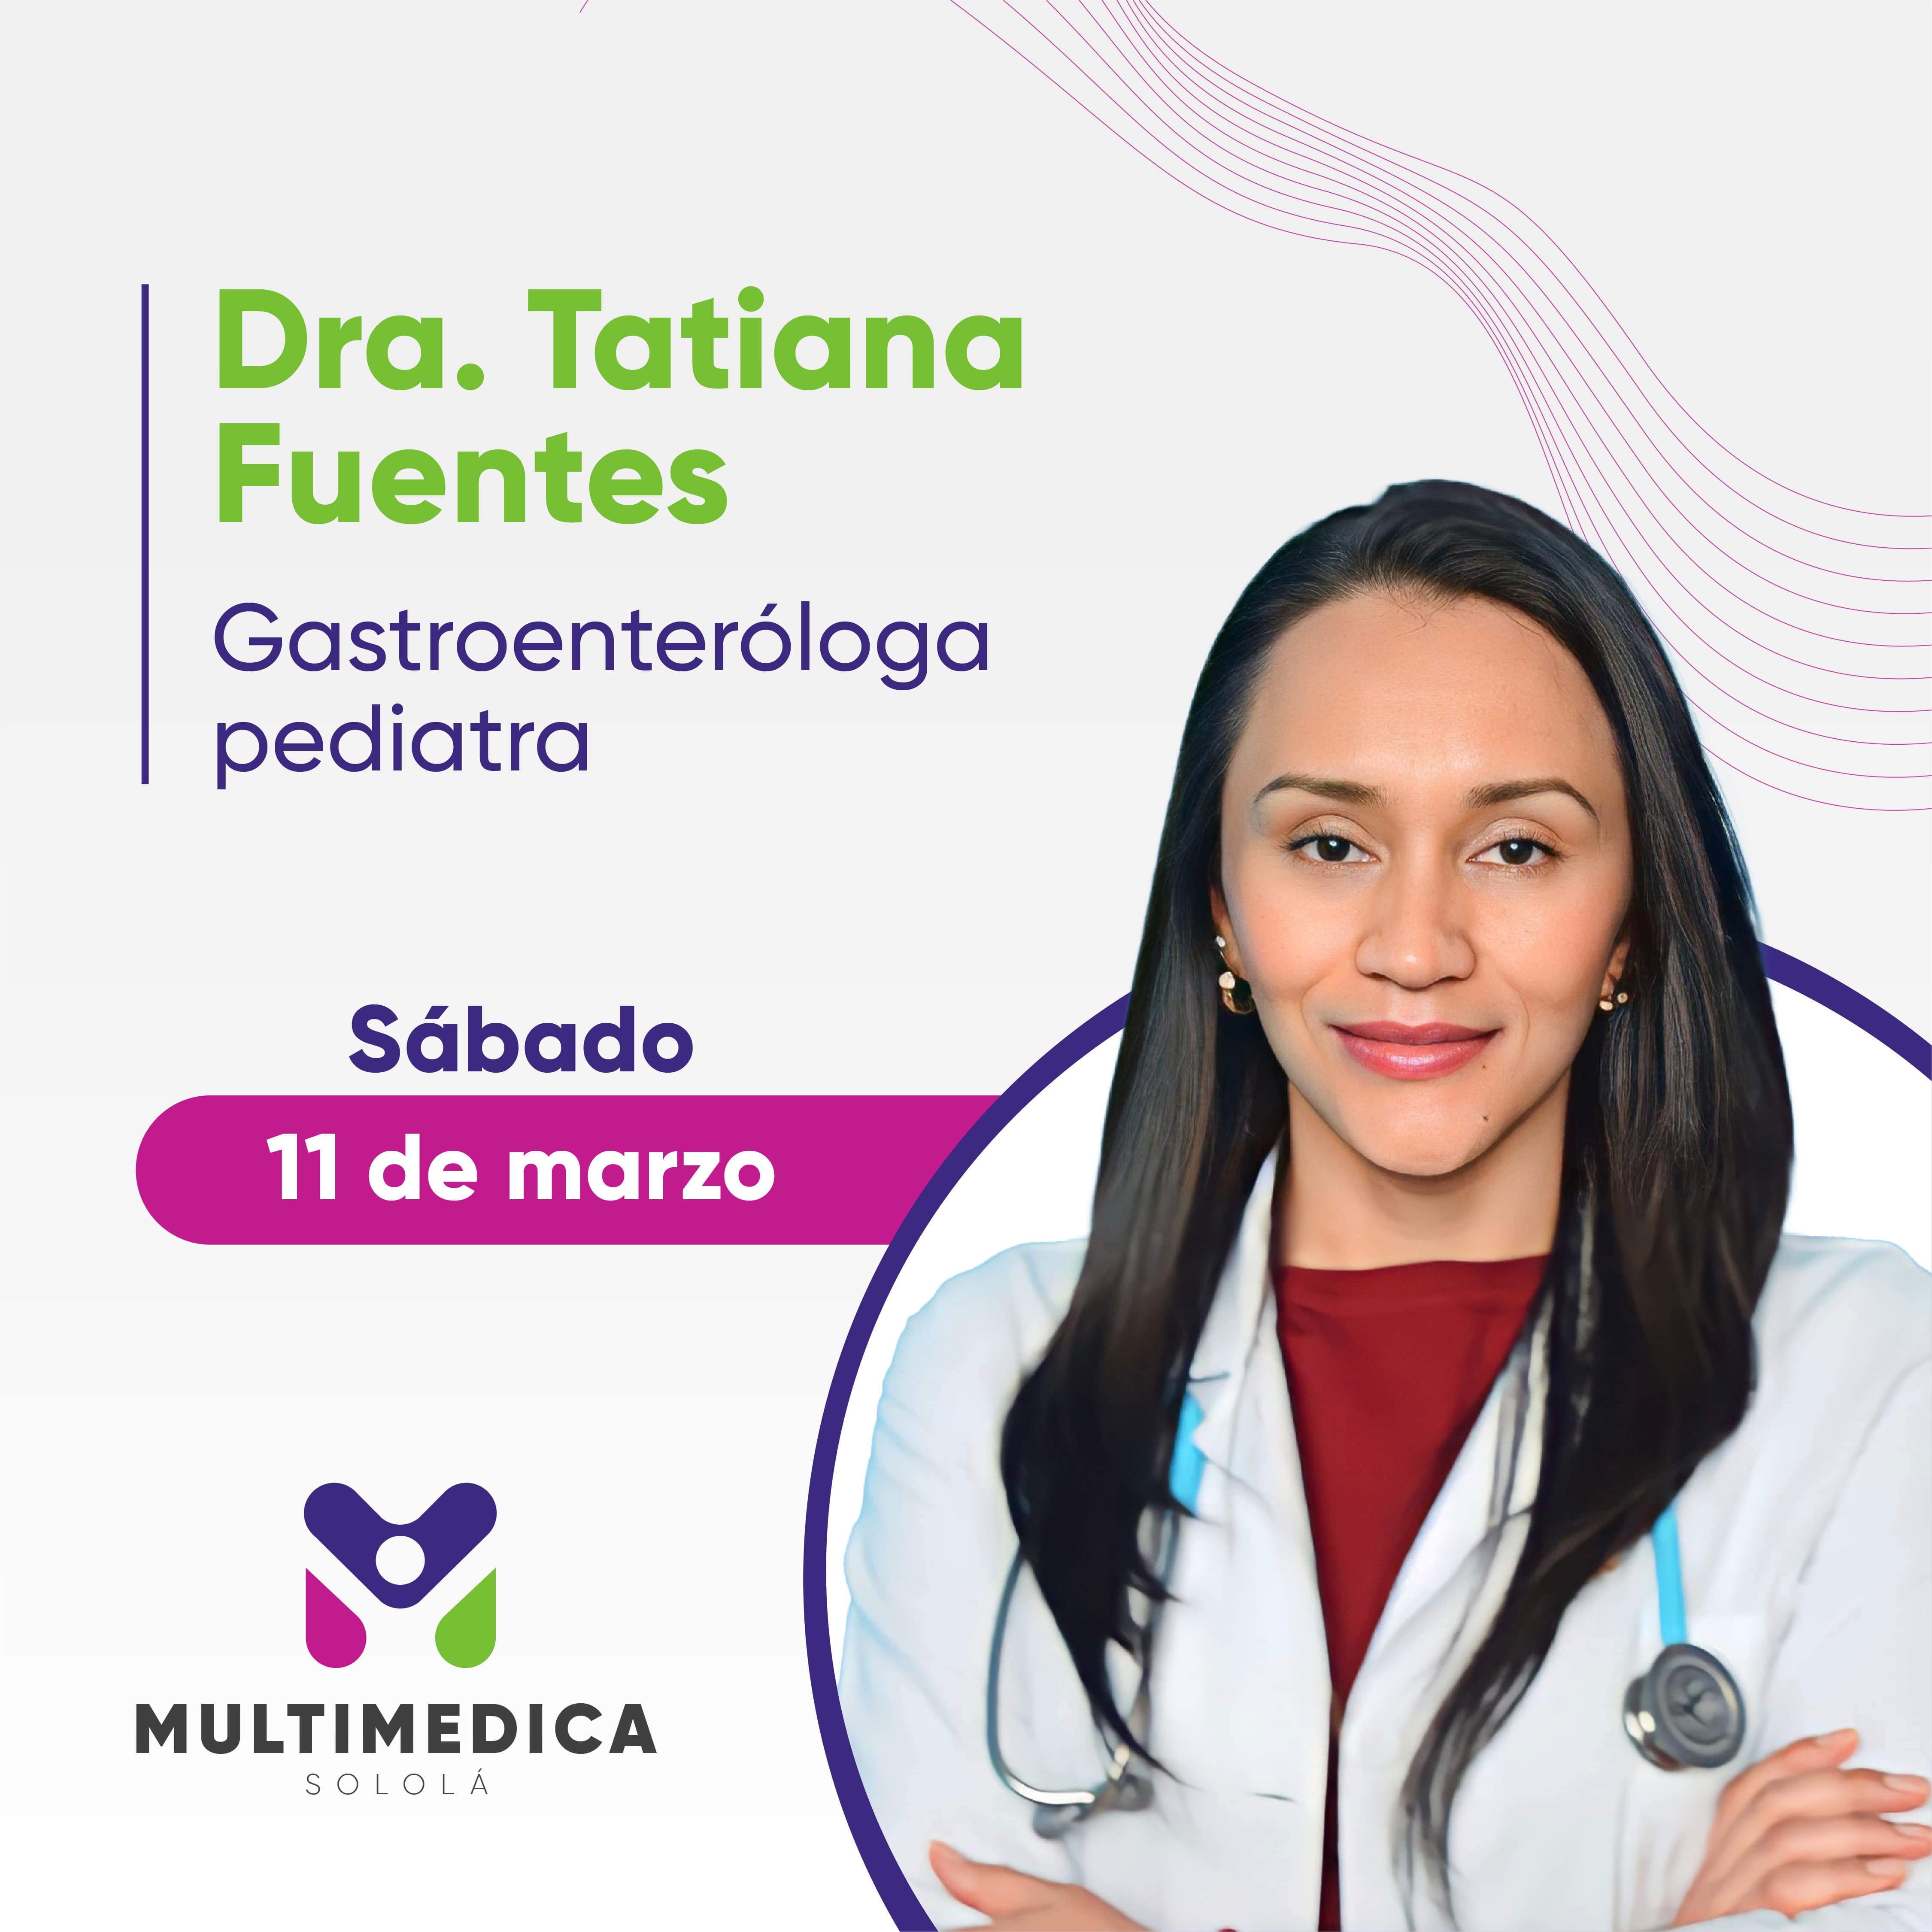 Dra. Tatiana
Fuentes
Gastroenteróloga
pediatra
Sábado
11 de marzo
MULTIMEDICA
SOLOLÁ